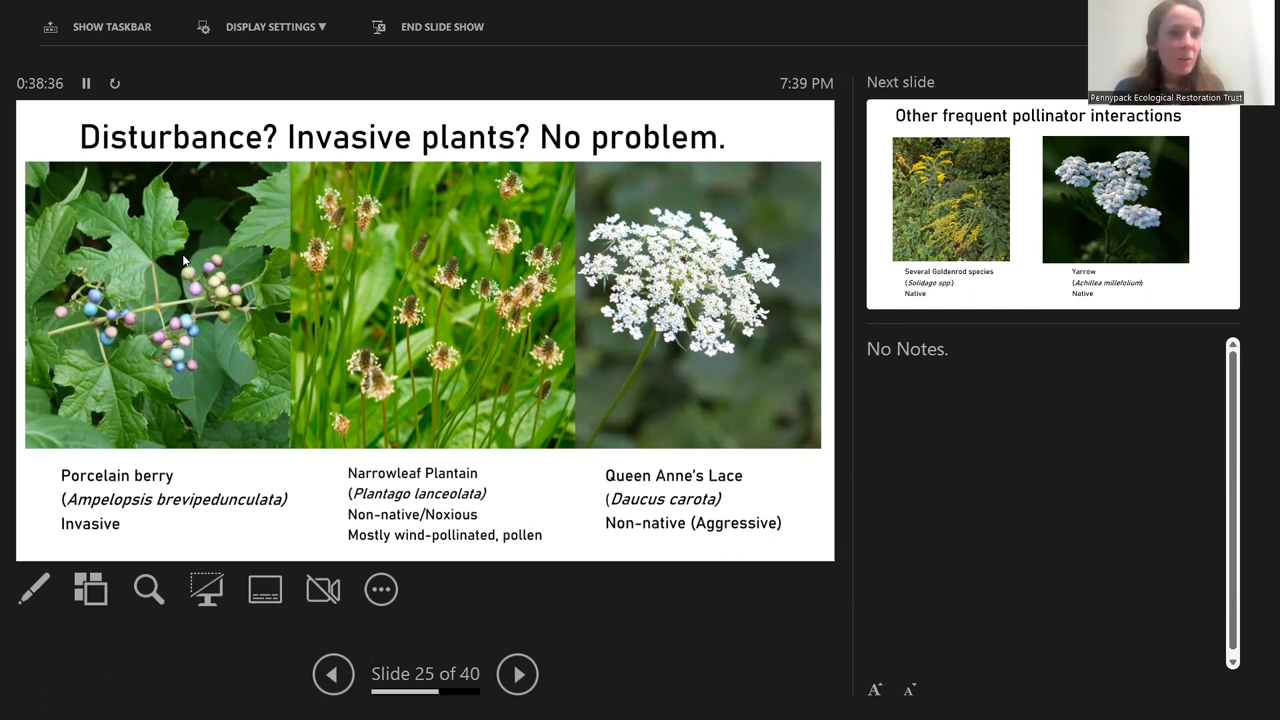 SHOW TASKBAR
DISPLAY SETTINGS ▼
END SLIDE SHOW
0:38:36
7:39 PM
Disturbance? Invasive plants? No problem.
Porcelain berry
(Ampelopsis brevipedunculata)
Invasive
Narrowleaf Plantain
(Plantago lanceolata)
Non-native/Noxious
Mostly wind-pollinated, pollen
Queen Anne's Lace
(Daucus carota)
Non-native (Aggressive)
Slide 25 of 40
Next slide
Pennypack Ecological Restoration Trust
Other frequent pollinator interactions
Several Goldenrod species
(Solidago spp.)
Native
Yarrow
(Achillea millefolium)
Native
No Notes.
A A